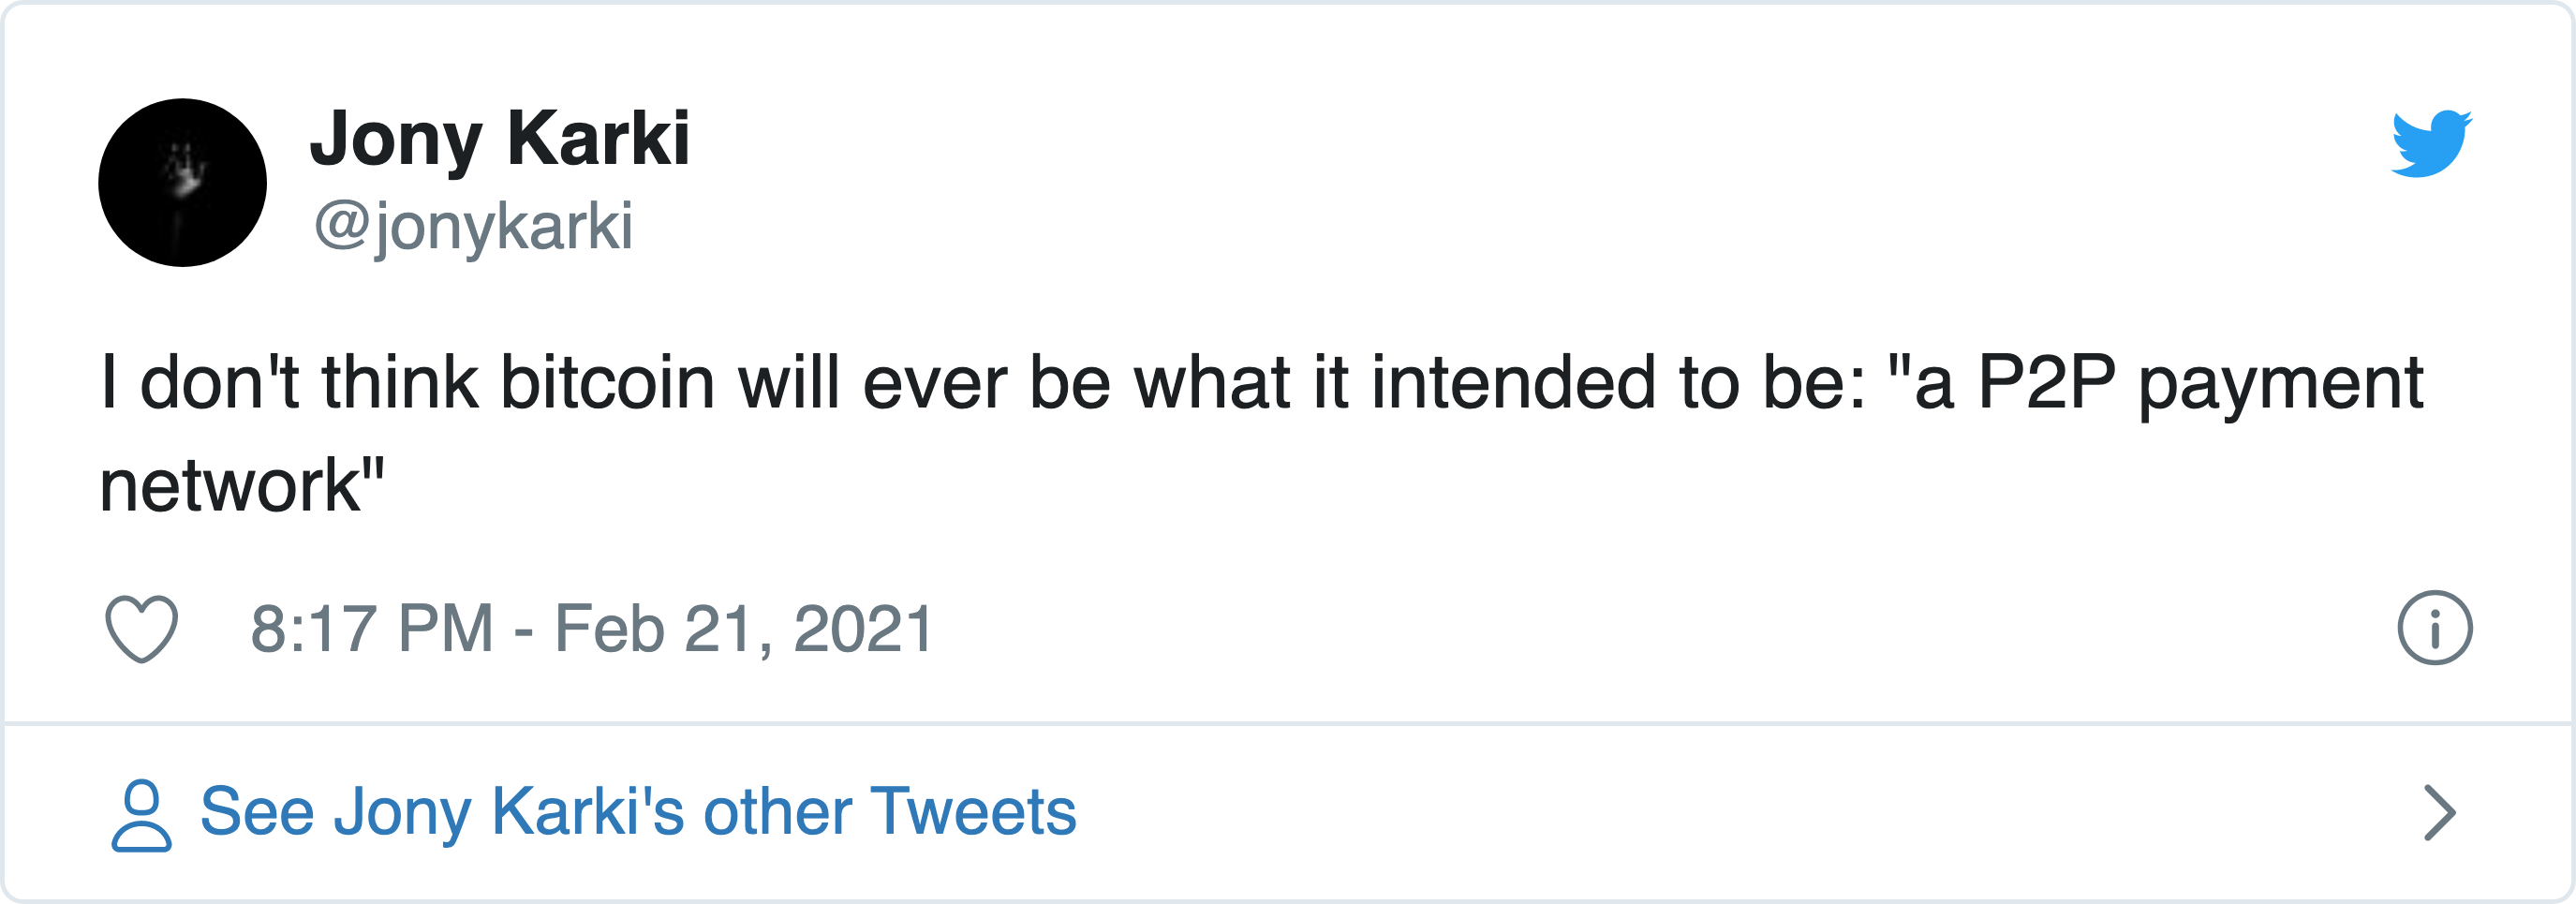 Jony Karki
@jonykarki
I don't think bitcoin will ever be what it intended to be: "a P2P payment
network"
8:17 PM - Feb 21, 2021
See Jony Karki's other Tweets